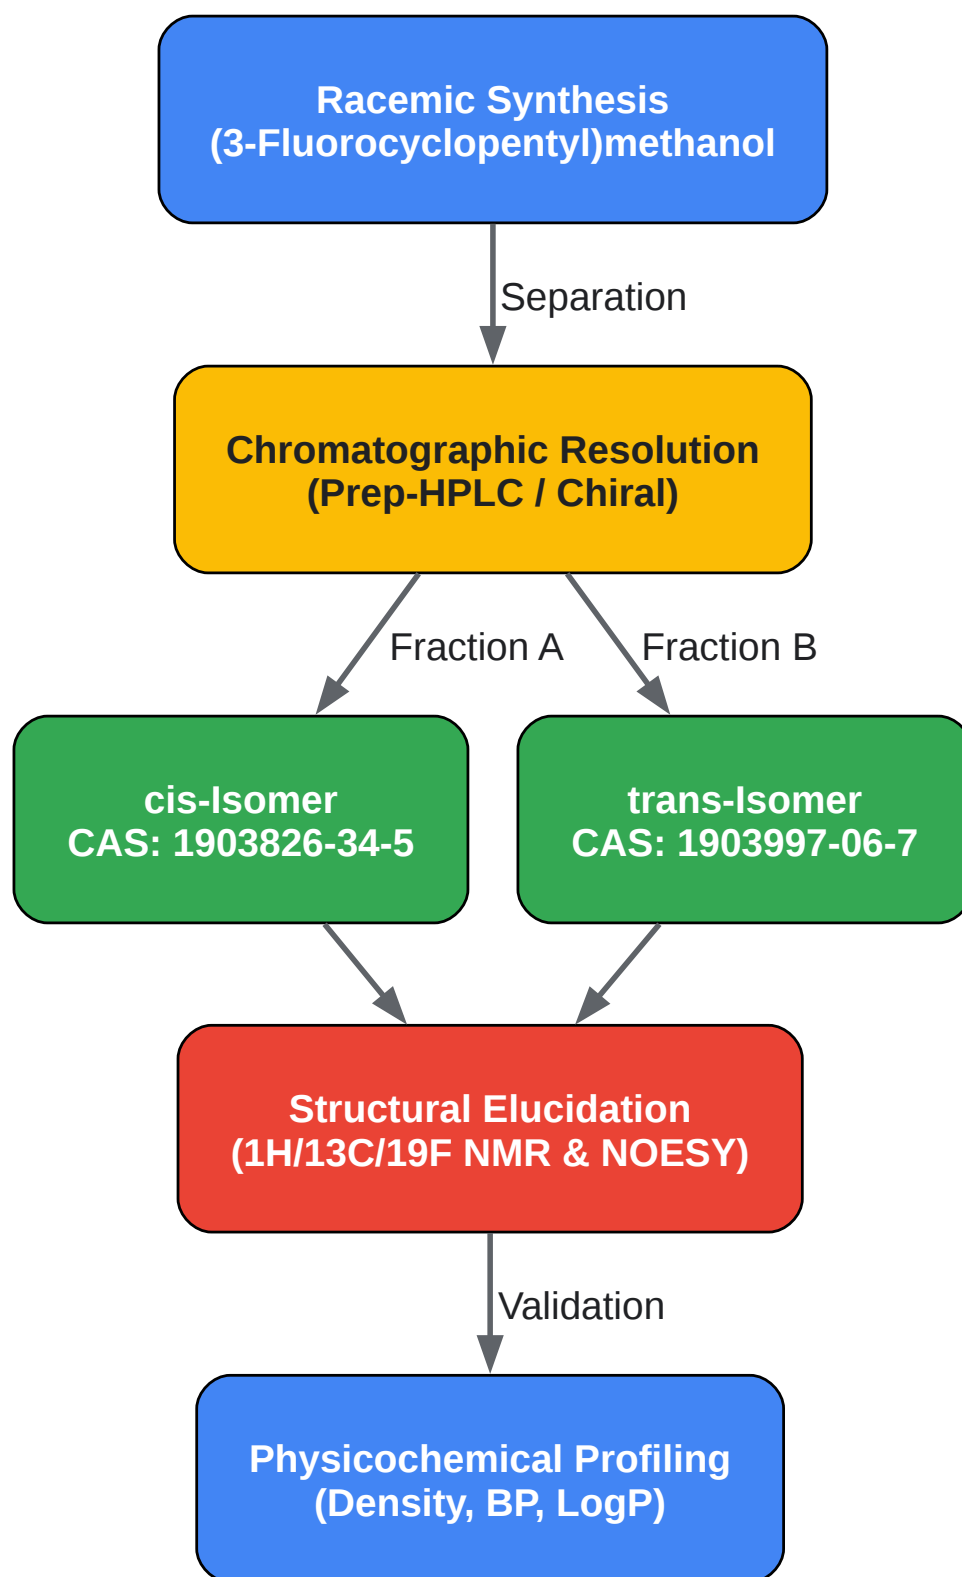 Racemic Synthesis
(3-Fluorocyclopentyl)methanol
Separation
Chromatographic Resolution
(Prep-HPLC / Chiral)
Fraction A
Fraction B
cis-Isomer
CAS: 1903826-34-5
trans-Isomer
CAS: 1903997-06-7
Structural Elucidation
(1H/13C/19F NMR & NOESY)
Validation
Physicochemical Profiling
(Density, BP, LogP)